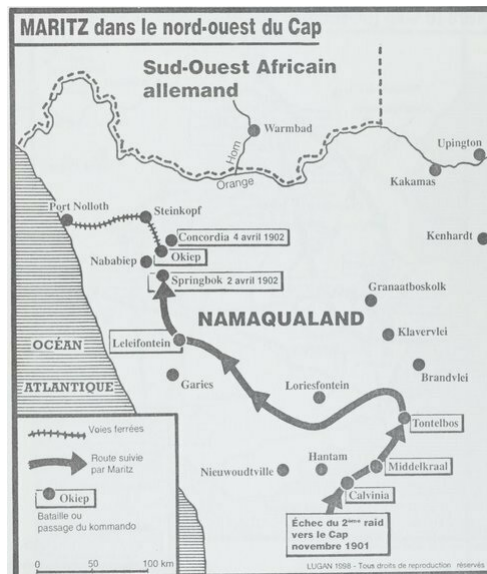 MARITZ dans le nord-ouest du Cap
Sud-Ouest Africain
allemand
Warmbad
Hom
Orange
Upington
Kakamas
Port Nolloth
Steinkopf
Concordia 4 avril 1902
Okiep
Nababiep
Springbok 2 avril 1902
Kenhardt
Granaatboskolk
NAMAQUALAND
Klavervlei
Leleifontein
OCÉAN
ATLANTIQUE
Garies
Brandvlei
Loriesfontein
Tontelbos
Nieuwoudtville
Hantam
Middelkraal
Calvinia
Échec du 2ème raid
vers le Cap
novembre 1901
Voies ferrées
Route suivie
par Maritz
Okiep
Bataille ou
passage du kommando
0 50 100 km
LUGAN 1998 - Tous droits de reproduction réservés